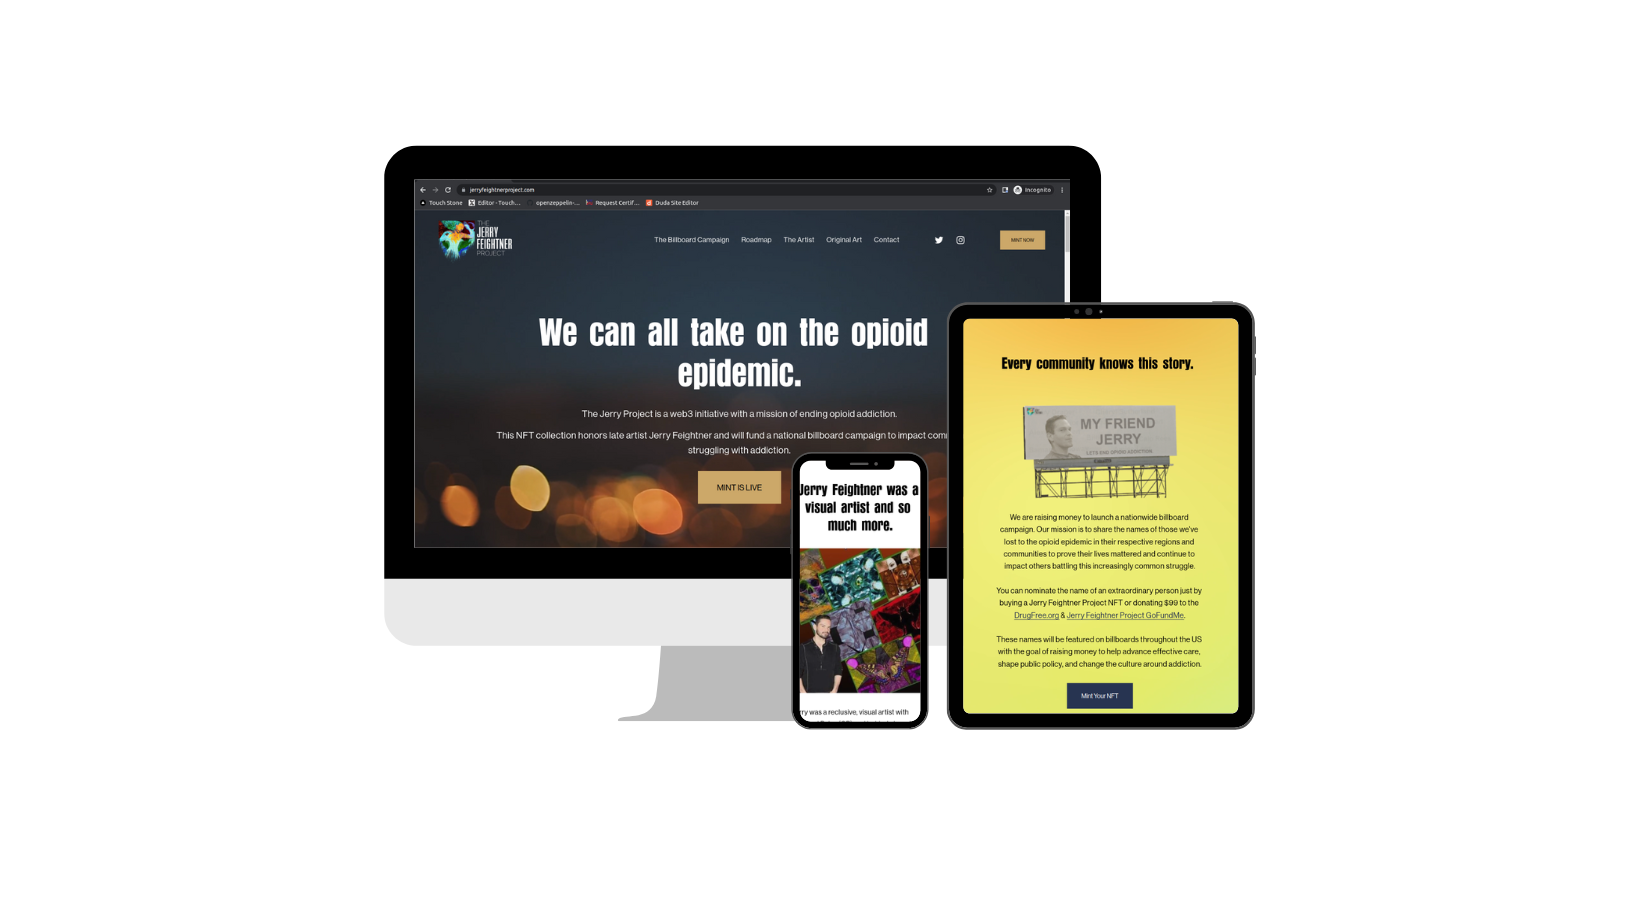 jerryfeightnerproject.com
Incognito
Touch Stone
Editor - Touch...
openzeppelin-...
Request Certif...
Duda Site Editor
THE
JERRY
FEIGHTNER
PROJECT
The Billboard Campaign
Roadmap
The Artist
Original Art
Contact
MINT NOW
We can all take on the opioid
epidemic.
The Jerry Project is a web3 initiative with a mission of ending opioid addiction.
This NFT collection honors late artist Jerry Feightner and will fund a national billboard campaign to impact com
struggling with addiction.
MINT IS LIVE
Jerry Feightner was a
visual artist and so
much more.
rry was a reclusive, visual artist with
Every community knows this story.
MY FRIEND
JERRY
LETS END OPIOID ADDICTION
We are raising money to launch a nationwide billboard
campaign. Our mission is to share the names of those we've
lost to the opioid epidemic in their respective regions and
communities to prove their lives mattered and continue to
impact others battling this increasingly common struggle.
You can nominate the name of an extraordinary person just by
buying a Jerry Feightner Project NFT or donating $99 to the
DrugFree.org & Jerry Feightner Project GoFundMe.
These names will be featured on billboards throughout the US
with the goal of raising money to help advance effective care,
shape public policy, and change the culture around addiction.
Mint Your NFT